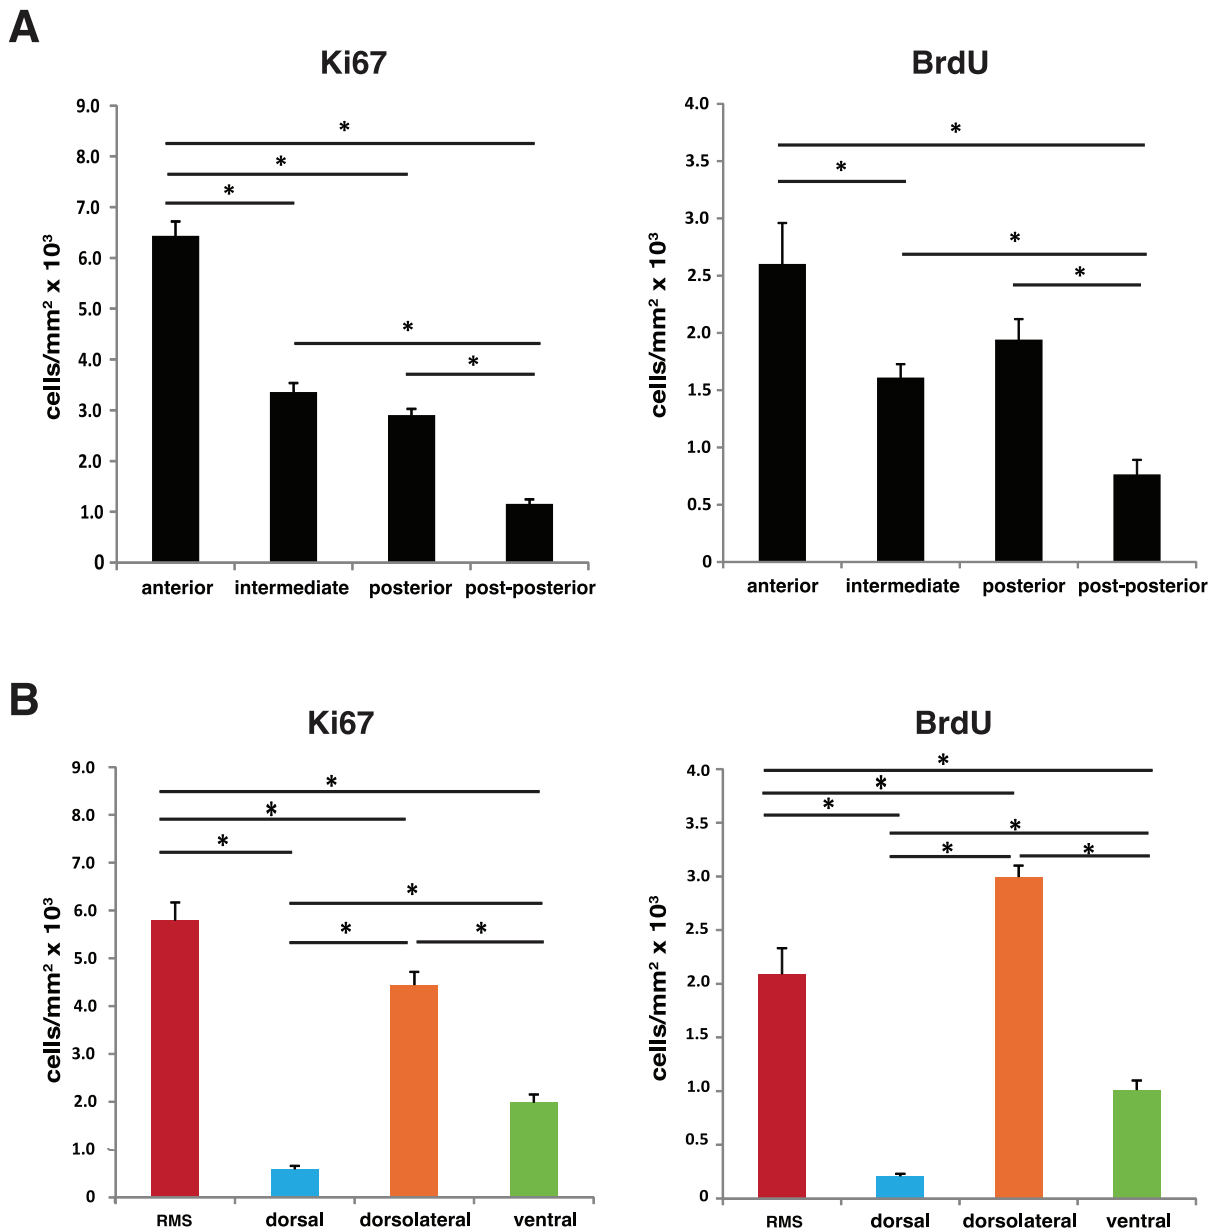 A
Ki67
BrdU
cells/mm² x 10³
9.0
8.0
7.0
6.0
5.0
4.0
3.0
2.0
1.0
0
* * * * *
anterior intermediate posterior post-posterior
cells/mm² x 10³
4.0
3.5
3.0
2.5
2.0
1.5
1.0
0.5
0
* * * *
anterior intermediate posterior post-posterior
B
Ki67
BrdU
cells/mm² x 10³
9.0
8.0
7.0
6.0
5.0
4.0
3.0
2.0
1.0
0
* * * * * *
RMS dorsal dorsolateral ventral
cells/mm² x 10³
4.0
3.5
3.0
2.5
2.0
1.5
1.0
0.5
0
* * * * * *
RMS dorsal dorsolateral ventral